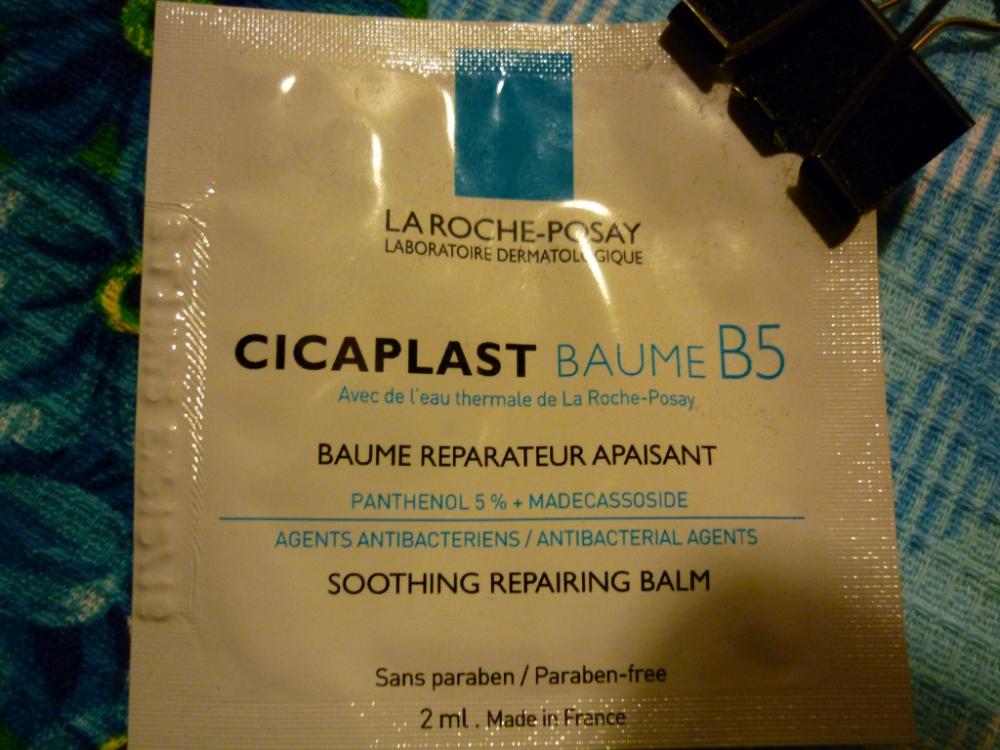 LA ROCHE-POSAY
LABORATOIRE DERMATOLOGIQUE
CICAPLAST BAUME B5
Avec de l'eau thermale de La Roche-Posay
BAUME REPARATEUR APAISANT
PANTHENOL 5 % + MADECASSOSIDE
AGENTS ANTIBACTERIENS / ANTIBACTERIAL AGENTS
SOOTHING REPAIRING BALM
Sans paraben / Paraben-free
2 ml . Made in France